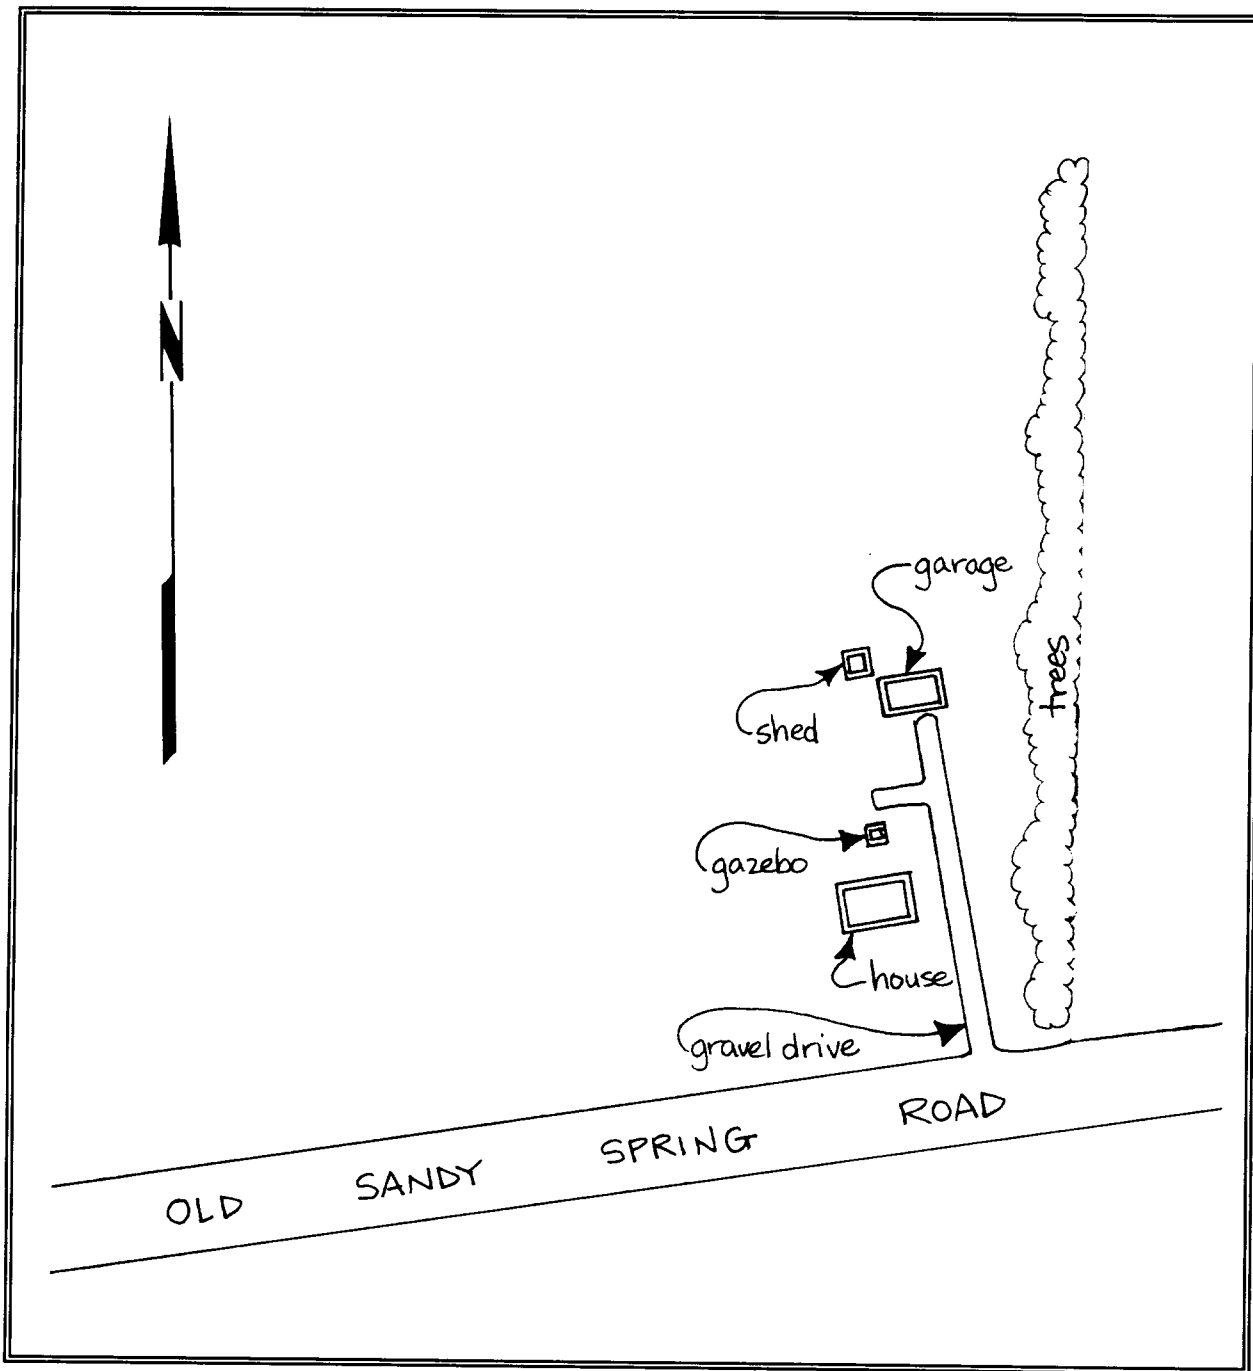 N
garage
trees
shed
gazebo
house
gravel drive
OLD SANDY SPRING ROAD